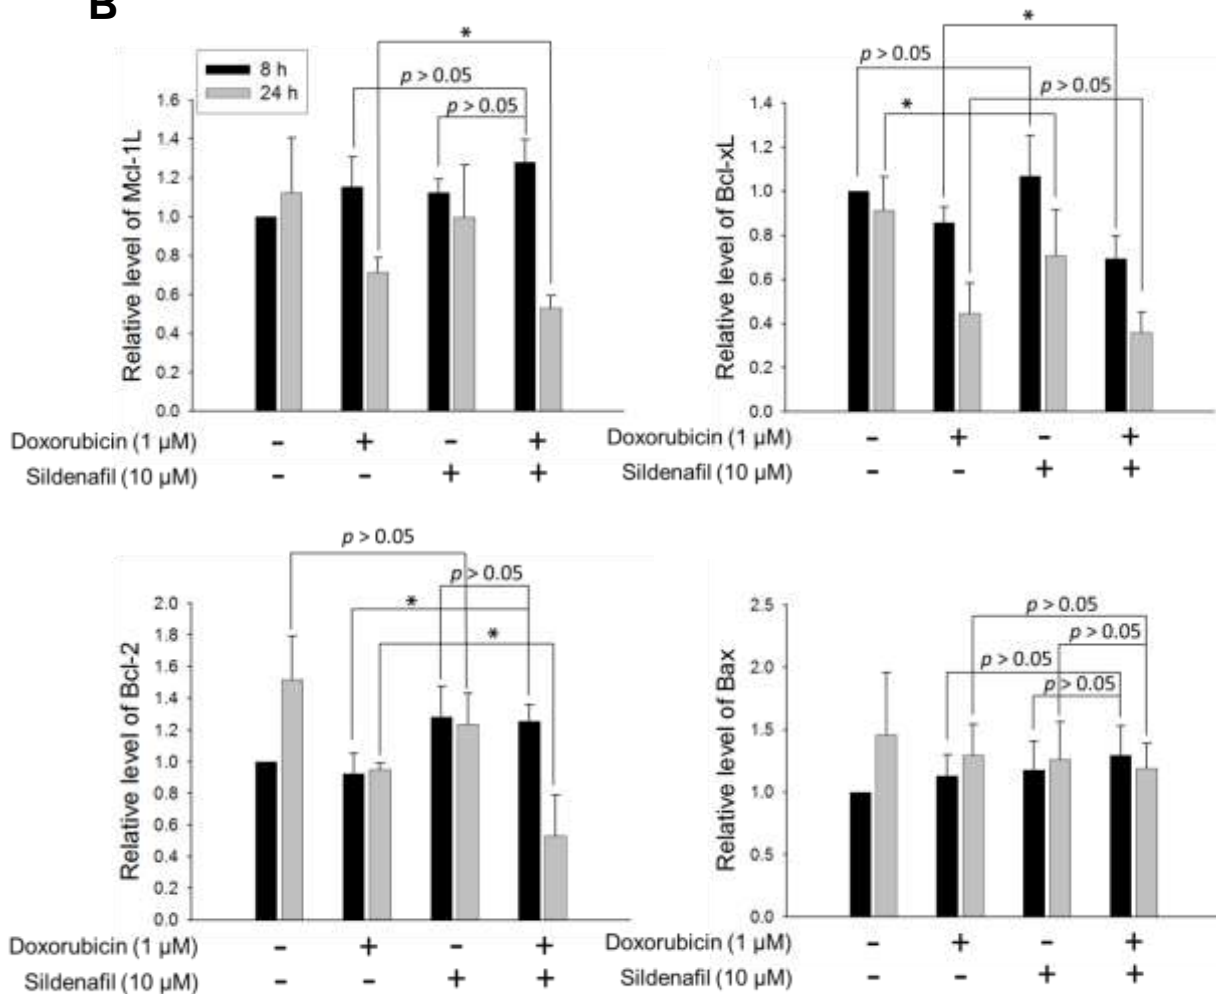 B
8 h
24 h
*
p > 0.05
p > 0.05
Relative level of Mcl-1L
1.6
1.4
1.2
1.0
0.8
0.6
0.4
0.2
0.0
Doxorubicin (1 µM) - + - +
Sildenafil (10 µM) - - + +
*
p > 0.05
p > 0.05
*
Relative level of Bcl-xL
1.4
1.2
1.0
0.8
0.6
0.4
0.2
0.0
Doxorubicin (1 µM) - + - +
Sildenafil (10 µM) - - + +
p > 0.05
p > 0.05
*
*
Relative level of Bcl-2
2.0
1.8
1.6
1.4
1.2
1.0
0.8
0.6
0.4
0.2
0.0
Doxorubicin (1 µM) - + - +
Sildenafil (10 µM) - - + +
p > 0.05
p > 0.05
p > 0.05
p > 0.05
Relative level of Bax
2.5
2.0
1.5
1.0
0.5
0.0
Doxorubicin (1 µM) - + - +
Sildenafil (10 µM) - - + +